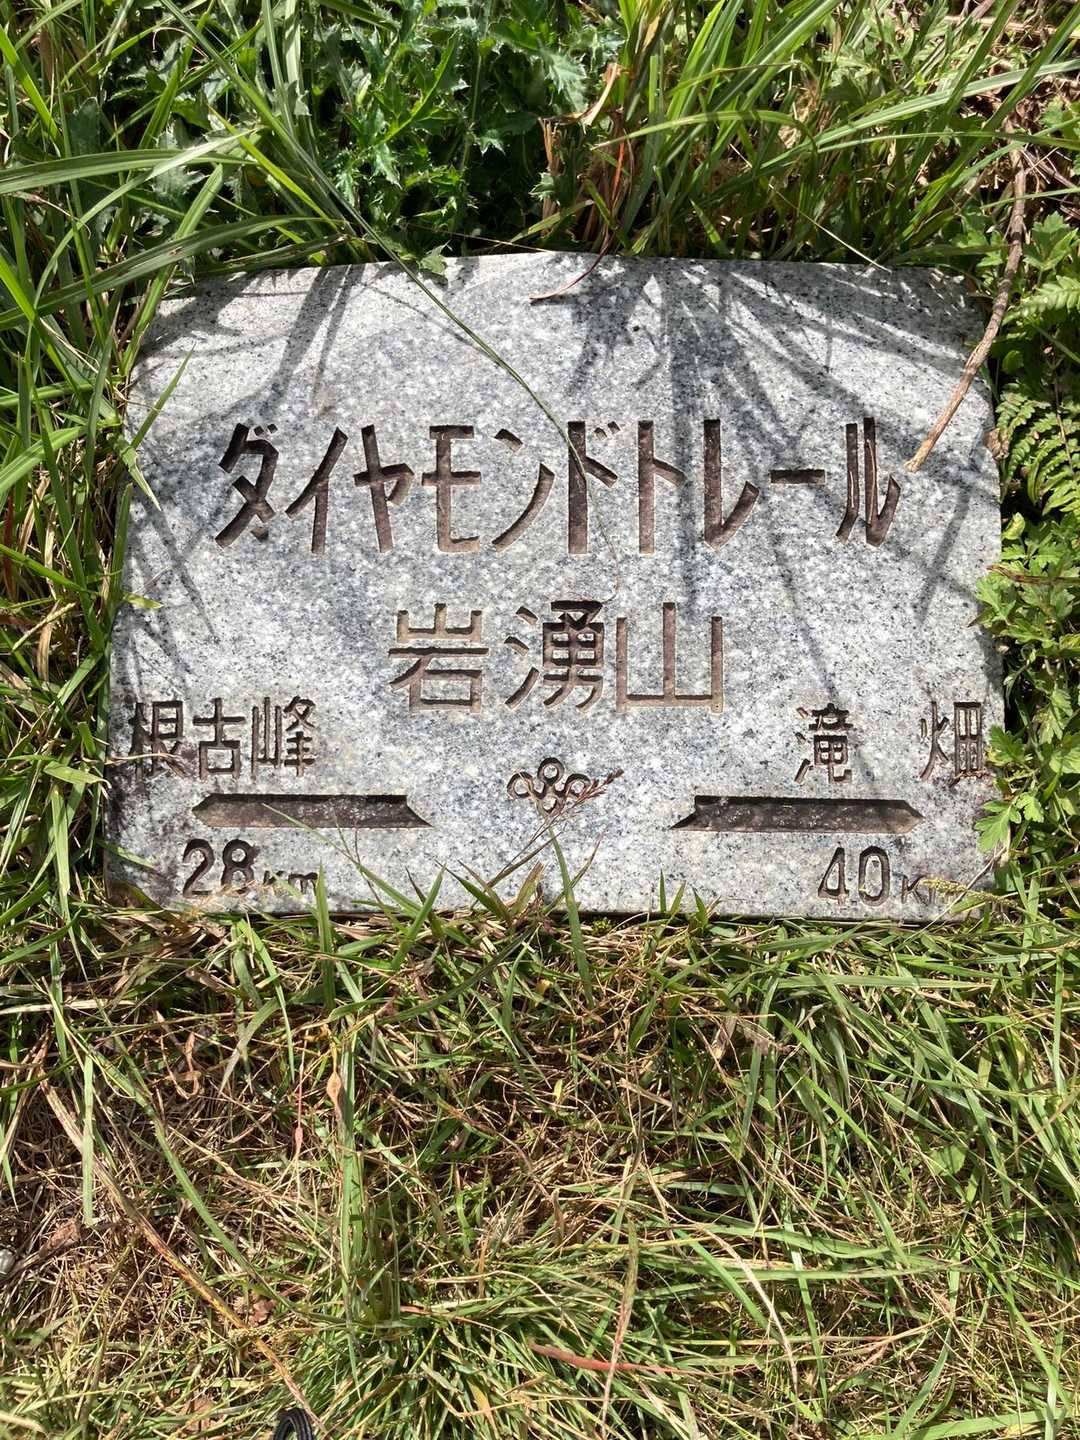 ダイヤモンドトレール
岩湧山
根古峰 滝畑
28km 40km